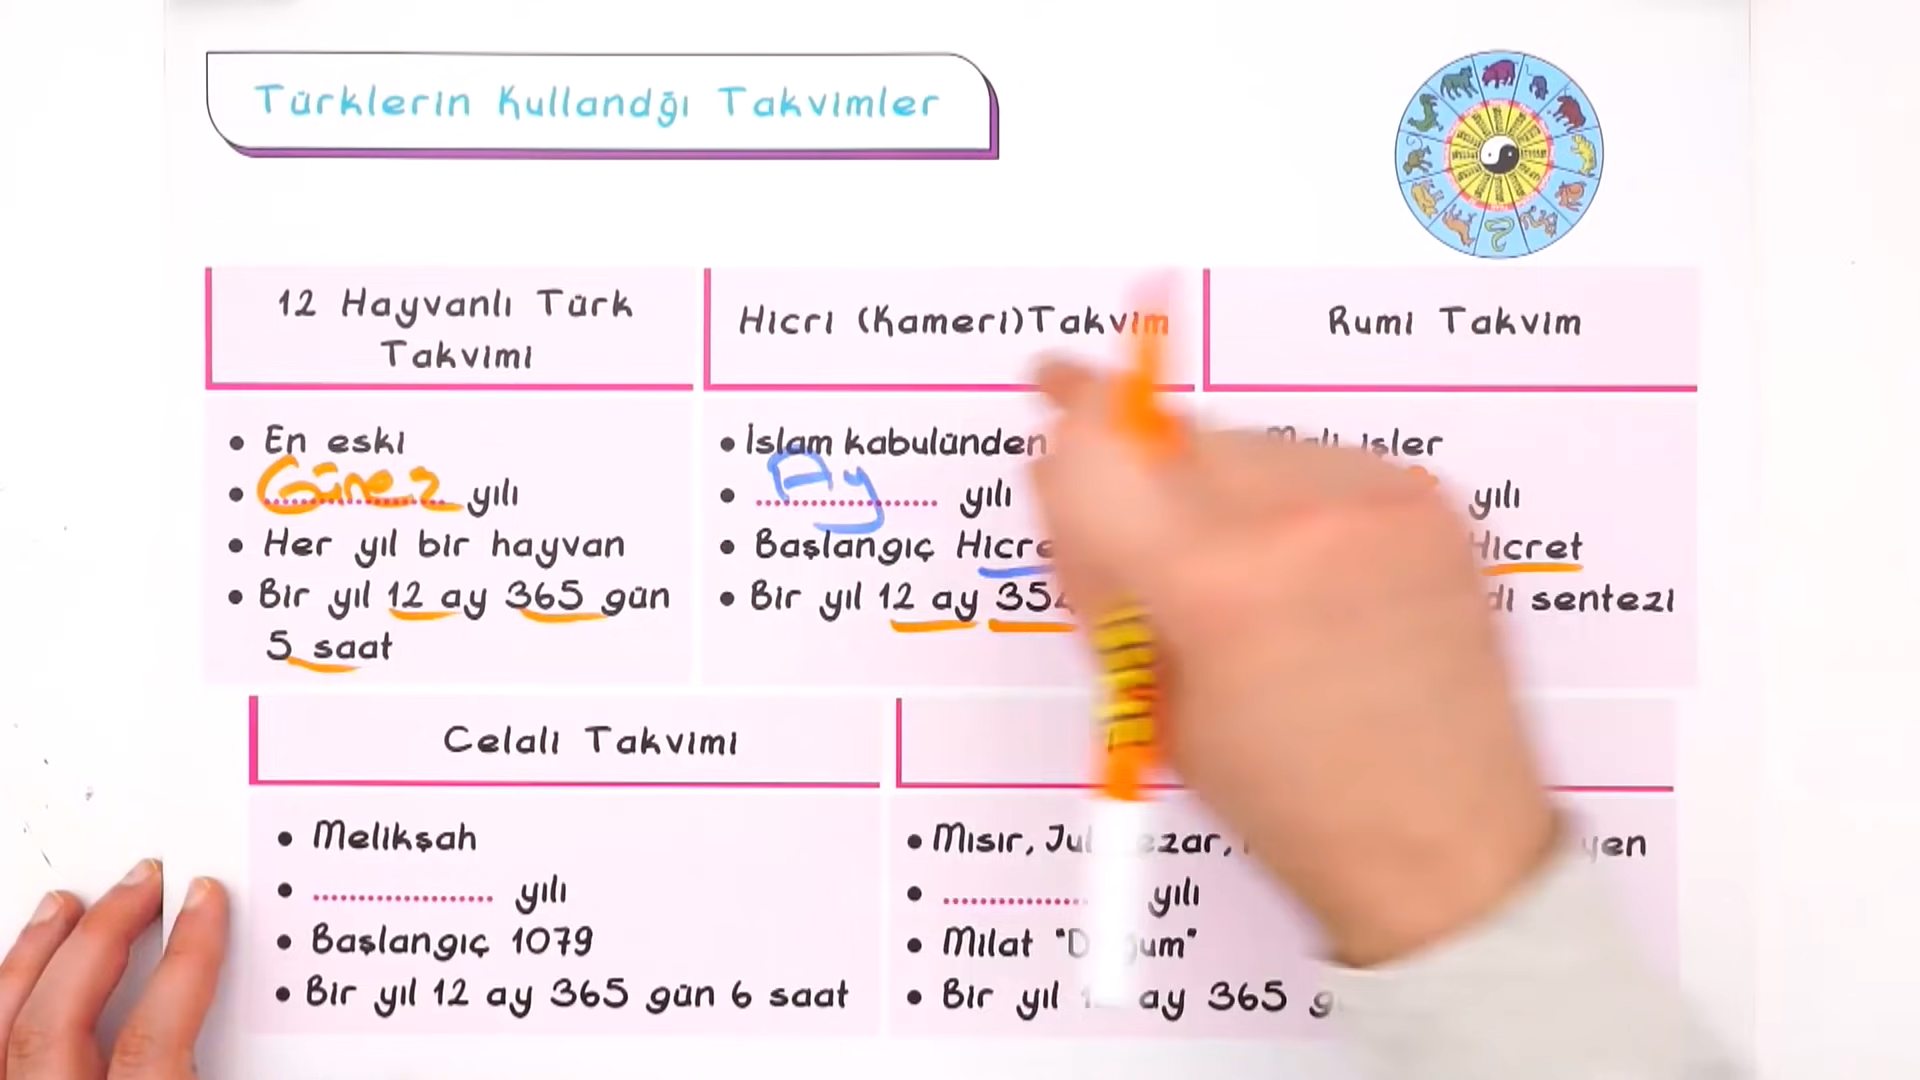 Türklerin Kullandğı Takvimler
12 Hayvanlı Türk
Takvimi
En eski
Güneş yılı
Her yıl bir hayvan
Bir yıl 12 ay 365 gün
5 saat
Hicri (Kameri) Takvim
İslam kabulünden
Ay yılı
Başlangıç
Bir yıl 12 ay
Rumi Takvim
işler
yılı
Hicret
sentezi
Celali Takvimi
Melikşah
yılı
Başlangıç 1079
Bir yıl 12 ay 365 gün 6 saat
Mısır,
yılı
Milat
Bir yıl ay 365